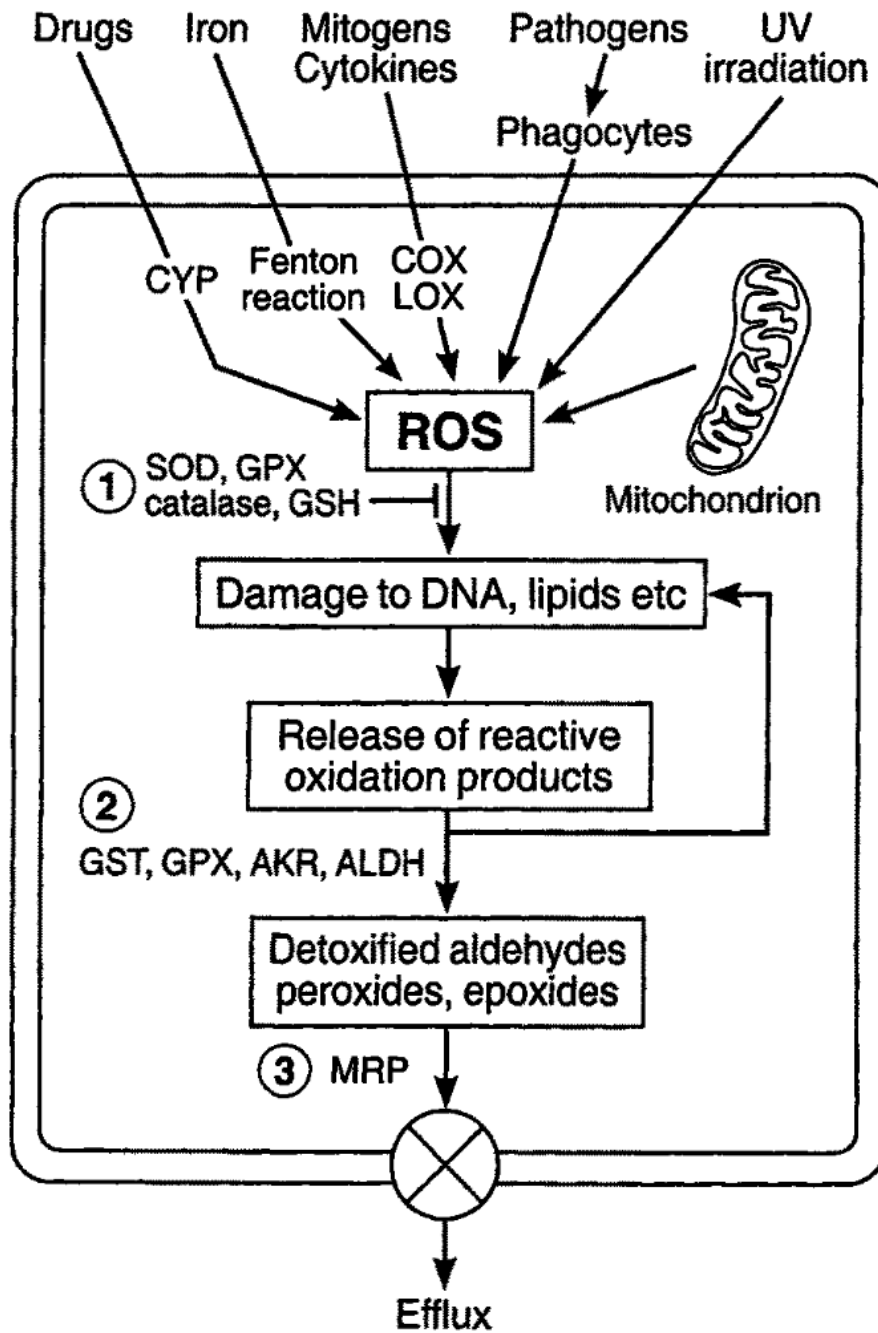 Drugs
Iron
Mitogens
Cytokines
Pathogens
UV
irradiation
Phagocytes
CYP
Fenton
reaction
COX
LOX
ROS
Mitochondrion
1
SOD, GPX
catalase, GSH
Damage to DNA, lipids etc
Release of reactive
oxidation products
2
GST, GPX, AKR, ALDH
Detoxified aldehydes
peroxides, epoxides
3
MRP
Efflux